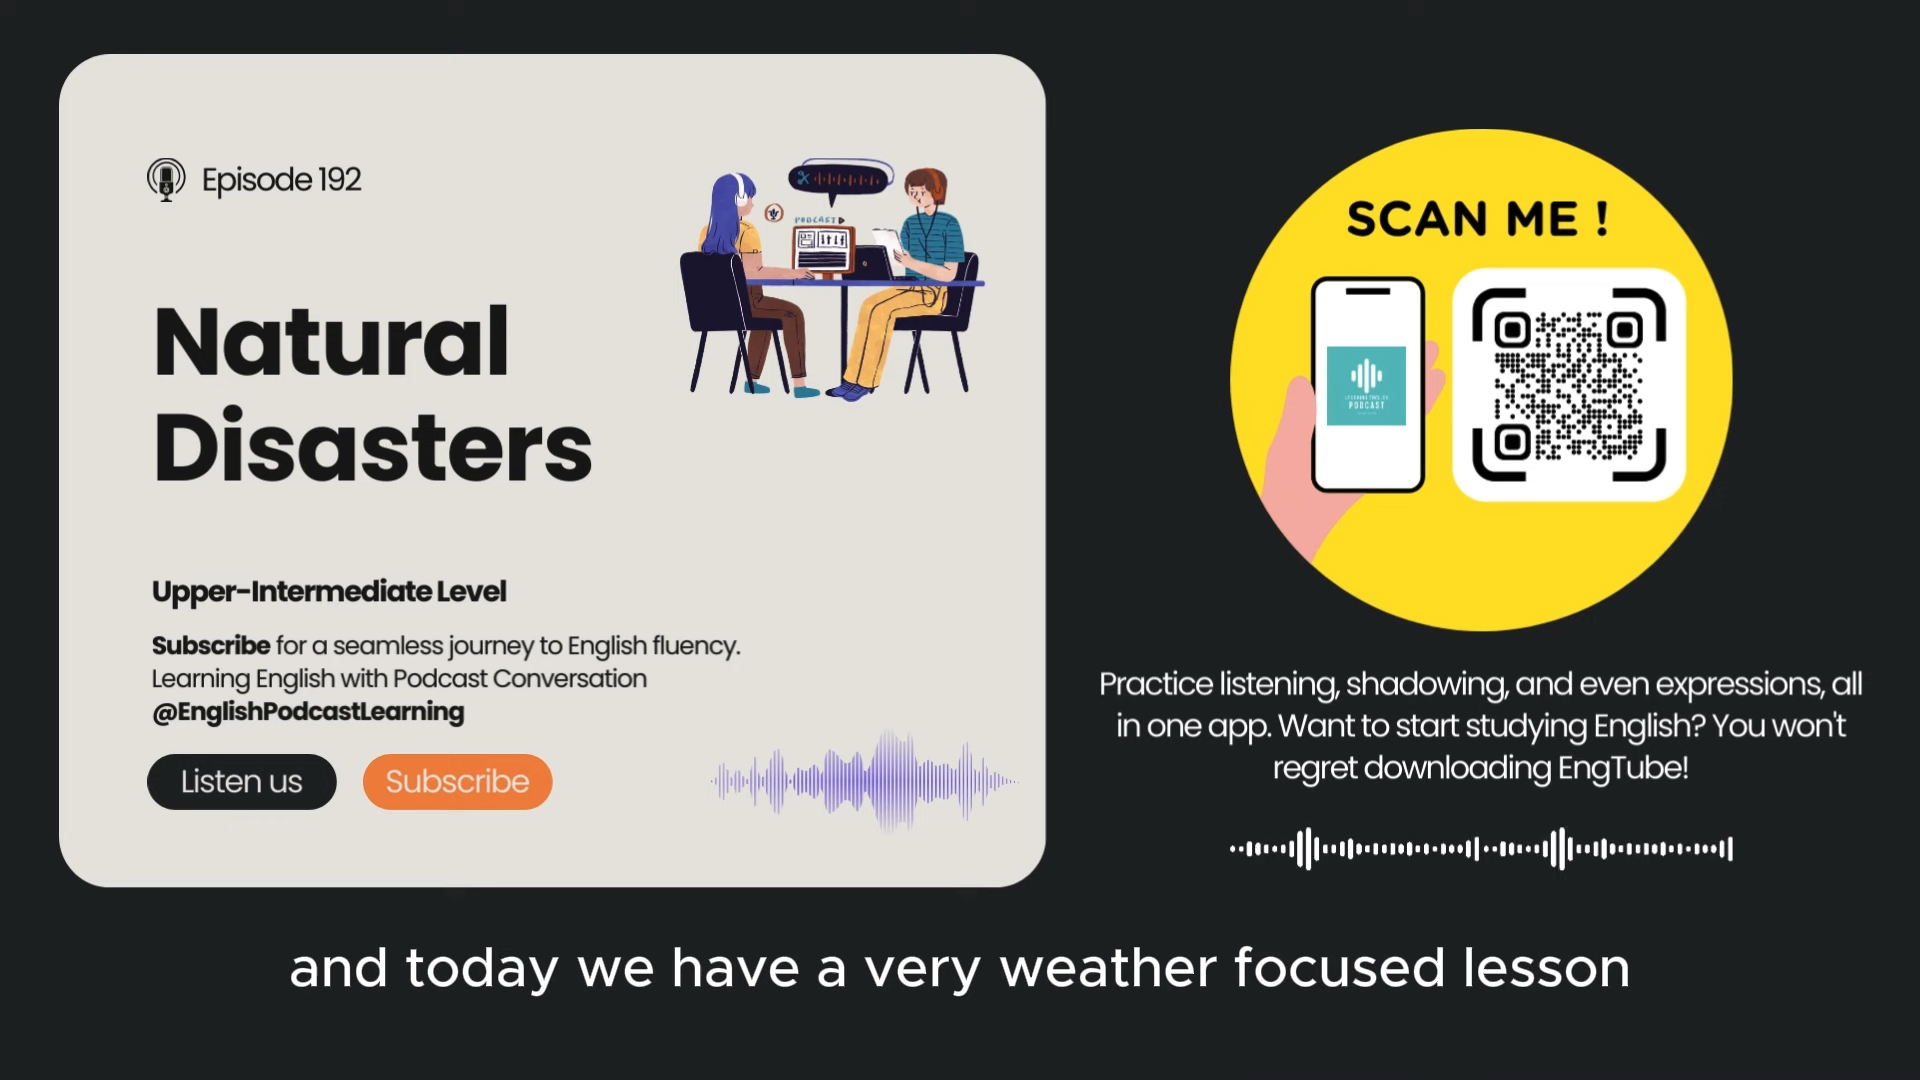 Episode 192
Natural
Disasters
Upper-Intermediate Level
Subscribe for a seamless journey to English fluency.
Learning English with Podcast Conversation
@EnglishPodcastLearning
Listen us
Subscribe
PODCAST
SCAN ME !
PODCAST
Practice listening, shadowing, and even expressions, all
in one app. Want to start studying English? You won't
regret downloading EngTube!
and today we have a very weather focused lesson